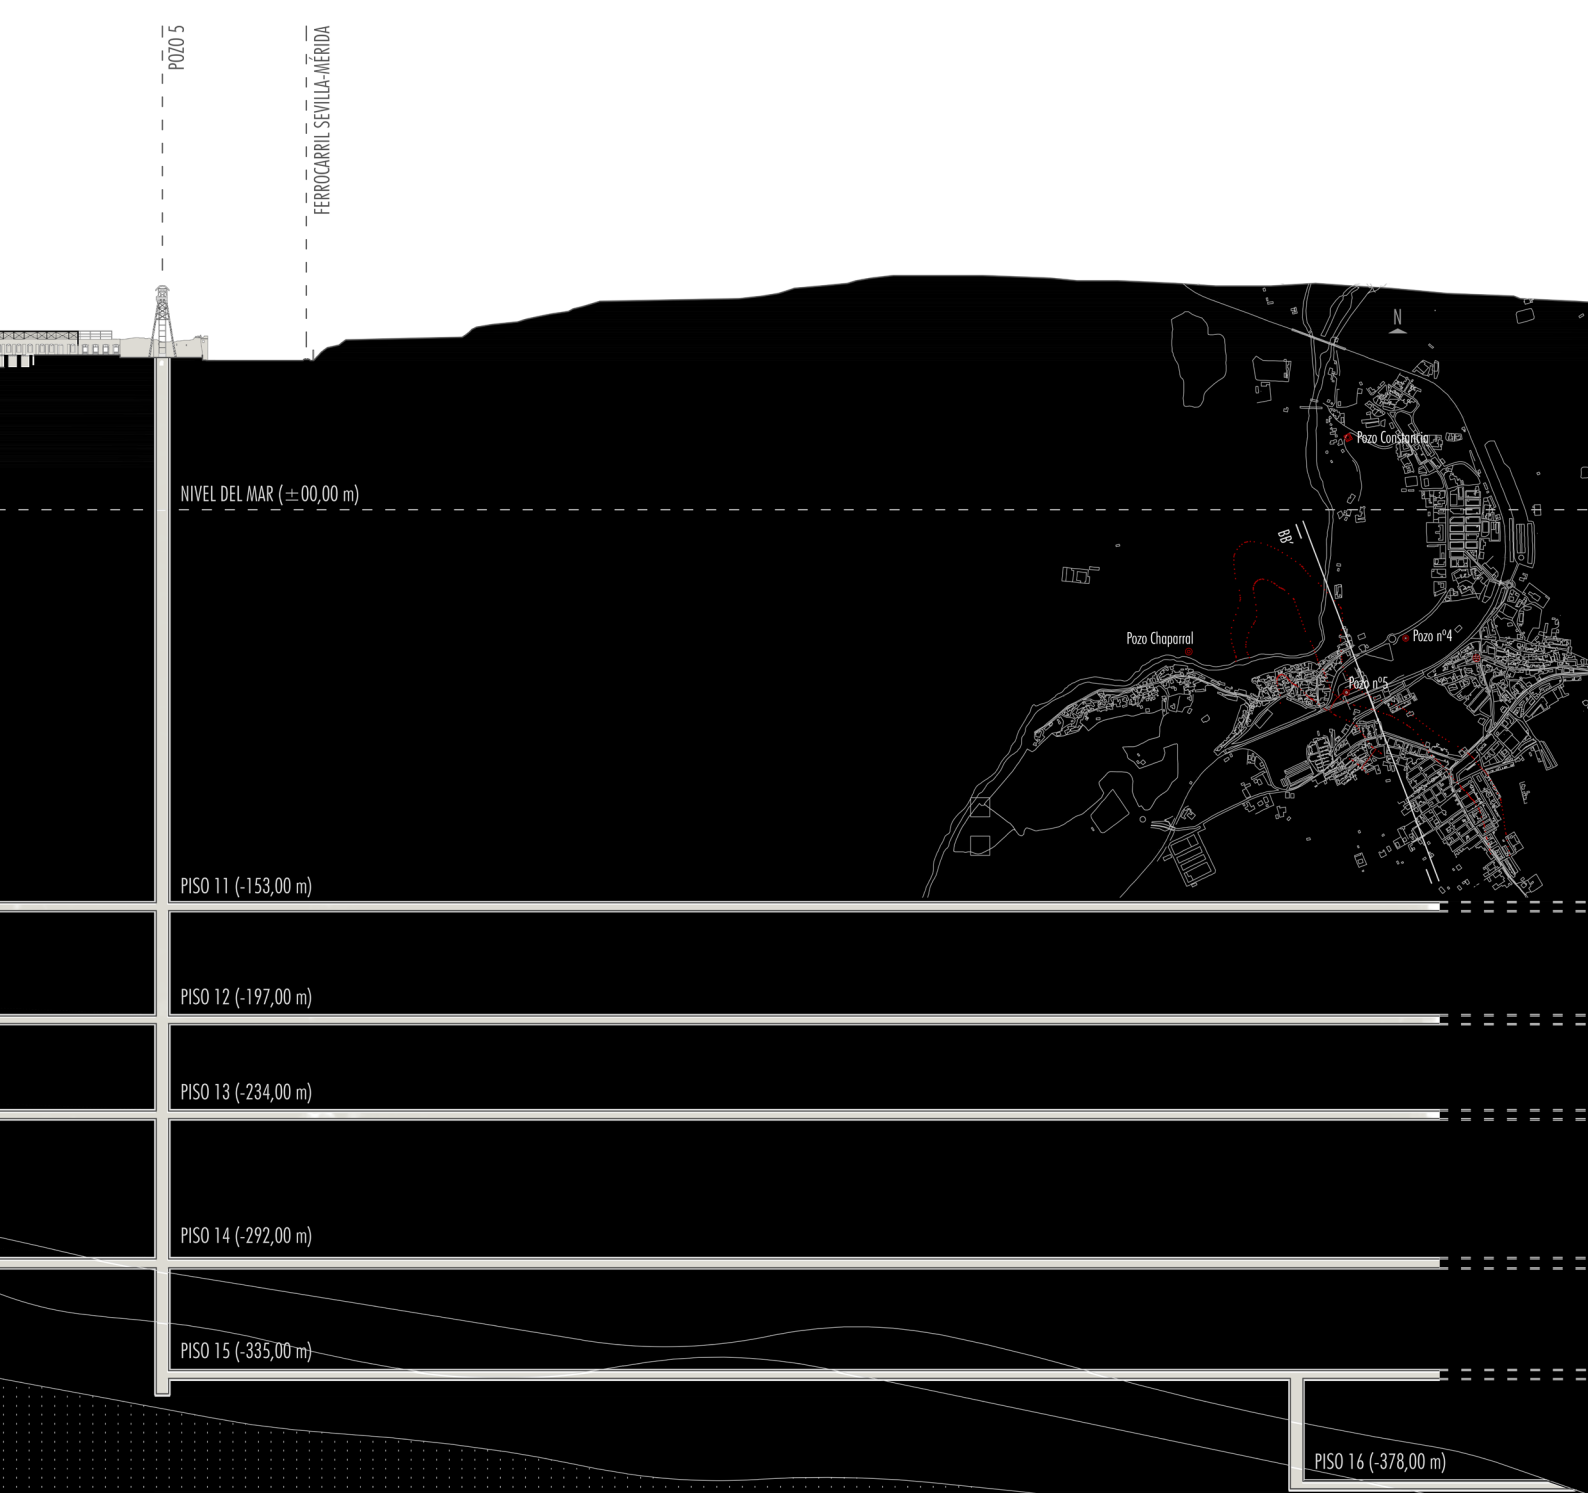 POZO 5
FERROCARRIL SEVILLA-MÉRIDA
N
Pozo Constancia
NIVEL DEL MAR (±00,00 m)
BB'
Pozo Chaparral
Pozo nº4
Pozo nº5
PISO 11 (-153,00 m)
PISO 12 (-197,00 m)
PISO 13 (-234,00 m)
PISO 14 (-292,00 m)
PISO 15 (-335,00 m)
PISO 16 (-378,00 m)